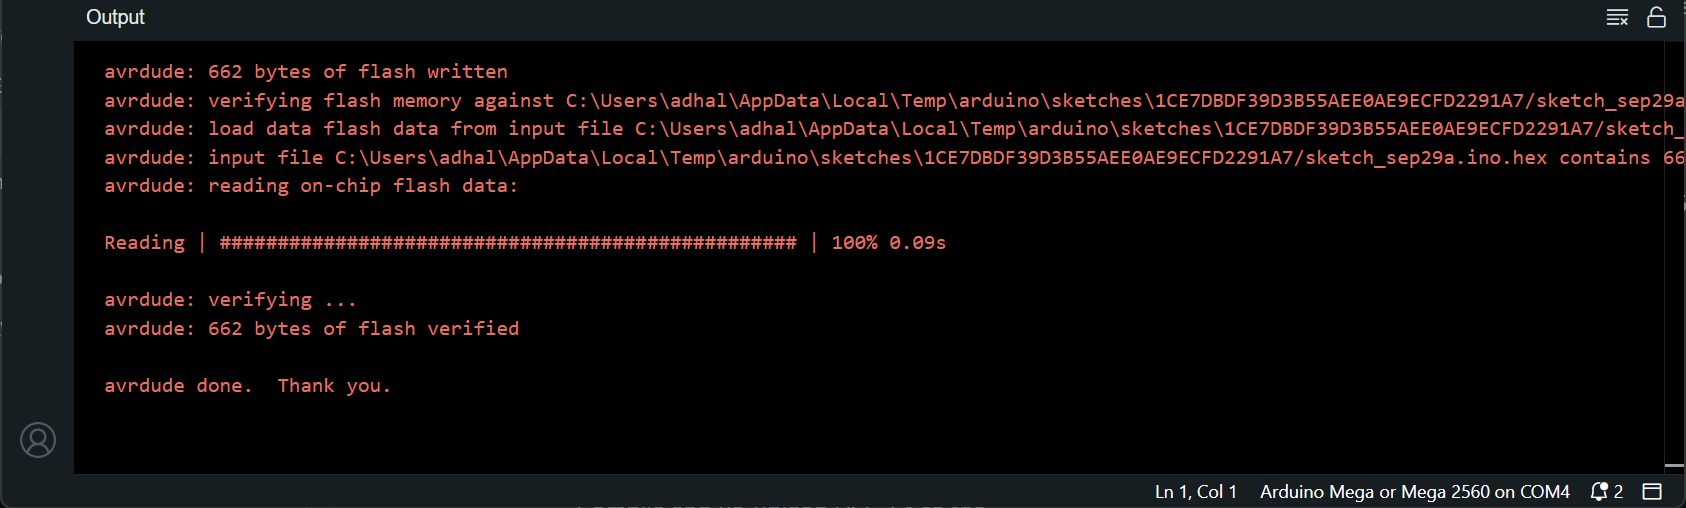 Output
avrdude: 662 bytes of flash written
avrdude: verifying flash memory against C:\Users\adhal\AppData\Local\Temp\arduino\sketches\1CE7DBDF39D3B55AEE0AE9ECFD2291A7/sketch_sep29a
avrdude: load data flash data from input file C:\Users\adhal\AppData\Local\Temp\arduino\sketches\1CE7DBDF39D3B55AEE0AE9ECFD2291A7/sketch_
avrdude: input file C:\Users\adhal\AppData\Local\Temp\arduino\sketches\1CE7DBDF39D3B55AEE0AE9ECFD2291A7/sketch_sep29a.ino.hex contains 66
avrdude: reading on-chip flash data:
Reading | ################################################## | 100% 0.09s
avrdude: verifying ...
avrdude: 662 bytes of flash verified
avrdude done.  Thank you.
Ln 1, Col 1 Arduino Mega or Mega 2560 on COM4 2